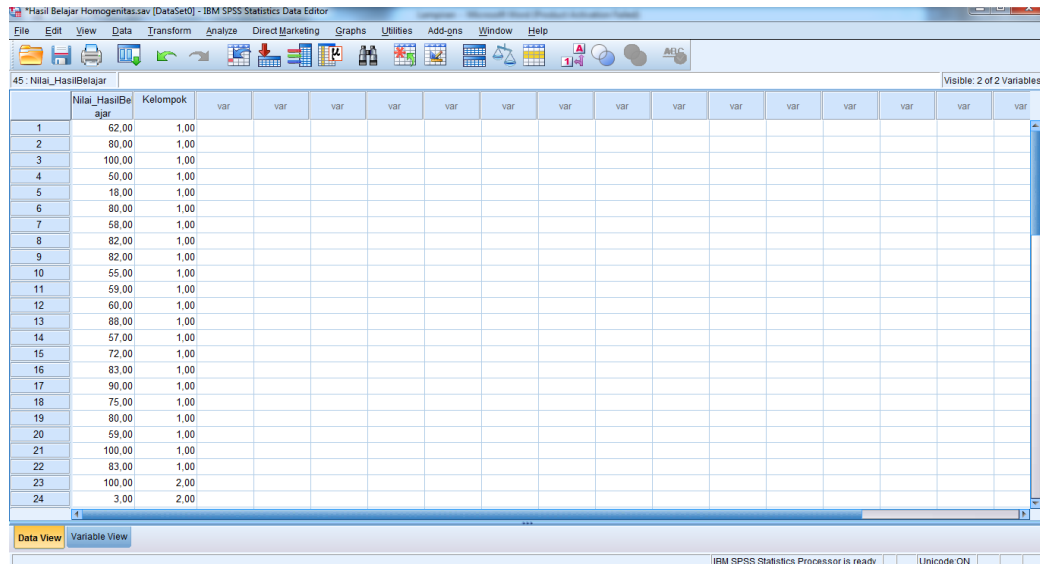 *Hasil Belajar Homogenitas.sav [DataSet0] - IBM SPSS Statistics Data Editor
File Edit View Data Transform Analyze Direct Marketing Graphs Utilities Add-ons Window Help
45 : Nilai_HasilBelajar Visible: 2 of 2 Variables
Nilai_HasilBelajar Kelompok var var var var var var var var var var var var var var
1 62,00 1,00
2 80,00 1,00
3 100,00 1,00
4 50,00 1,00
5 18,00 1,00
6 80,00 1,00
7 58,00 1,00
8 82,00 1,00
9 82,00 1,00
10 55,00 1,00
11 59,00 1,00
12 60,00 1,00
13 88,00 1,00
14 57,00 1,00
15 72,00 1,00
16 83,00 1,00
17 90,00 1,00
18 75,00 1,00
19 80,00 1,00
20 59,00 1,00
21 100,00 1,00
22 83,00 1,00
23 100,00 2,00
24 3,00 2,00
Data View Variable View
IBM SPSS Statistics Processor is ready Unicode:ON